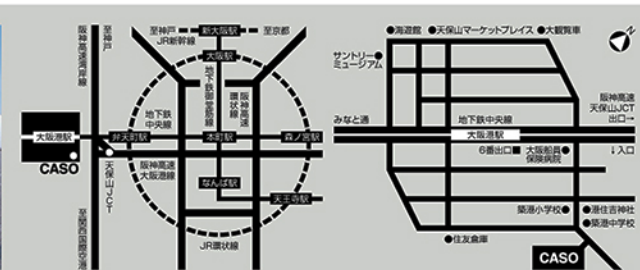 至神戸
新大阪駅
至京都
JR新幹線
阪神高速湾岸線
至神戸
大阪駅
地下鉄御堂筋線
阪神高速
環状線
地下鉄
中央線
大阪港駅
弁天町駅
本町駅
森ノ宮駅
CASO
天保山JCT
阪神高速
大阪港線
なんば駅
天王寺駅
至関西国際空港
JR環状線
●海遊館
●天保山マーケットプレイス
●大観覧車
サントリー●
ミュージアム
N
阪神高速
天保山JCT
出口→
みなと通
地下鉄中央線
大阪港駅
6番出口■
大阪船員●
保険病院
↓入口
築港小学校●
●港住吉神社
●築港中学校
●住友倉庫
CASO